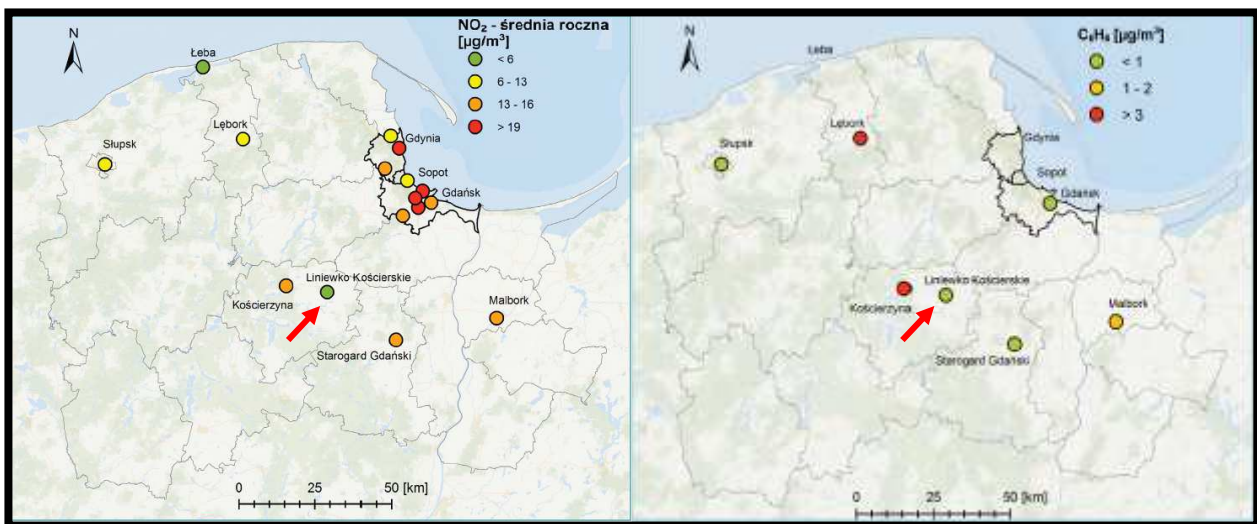 NO₂ - średnia roczna
[µg/m³]
< 6
6 - 13
13 - 16
> 19
N
Łeba
Lębork
Słupsk
Gdynia
Sopot
Gdańsk
Liniewko Kościerskie
Kościerzyna
Malbork
Starogard Gdański
0 25 50 [km]
C₆H₆ [µg/m³]
< 1
1 - 2
> 3
N
Łeba
Lębork
Słupsk
Gdynia
Sopot
Gdańsk
Liniewko Kościerskie
Kościerzyna
Malbork
Starogard Gdański
0 25 50 [km]